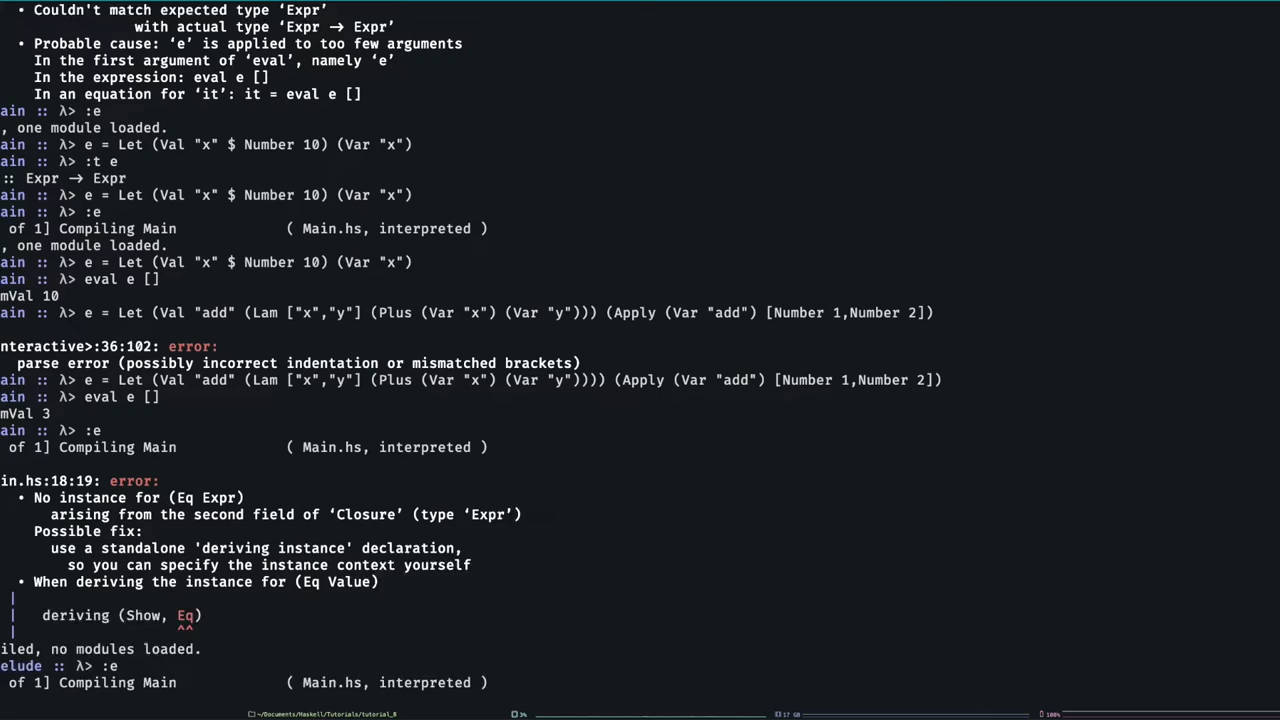 • Couldn't match expected type ‘Expr’
with actual type ‘Expr → Expr’
• Probable cause: ‘e’ is applied to too few arguments
In the first argument of ‘eval’, namely ‘e’
In the expression: eval e []
In an equation for ‘it’: it = eval e []
ain :: λ> :e
, one module loaded.
ain :: λ> e = Let (Val "x" $ Number 10) (Var "x")
ain :: λ> :t e
:: Expr → Expr
ain :: λ> e = Let (Val "x" $ Number 10) (Var "x")
ain :: λ> :e
of 1] Compiling Main ( Main.hs, interpreted )
, one module loaded.
ain :: λ> e = Let (Val "x" $ Number 10) (Var "x")
ain :: λ> eval e []
mVal 10
ain :: λ> e = Let (Val "add" (Lam ["x","y"] (Plus (Var "x") (Var "y"))) (Apply (Var "add") [Number 1,Number 2])
nteractive>:36:102: error:
parse error (possibly incorrect indentation or mismatched brackets)
ain :: λ> e = Let (Val "add" (Lam ["x","y"] (Plus (Var "x") (Var "y")))) (Apply (Var "add") [Number 1,Number 2])
ain :: λ> eval e []
mVal 3
ain :: λ> :e
of 1] Compiling Main ( Main.hs, interpreted )
in.hs:18:19: error:
• No instance for (Eq Expr)
arising from the second field of ‘Closure’ (type ‘Expr’)
Possible fix:
use a standalone 'deriving instance' declaration,
so you can specify the instance context yourself
• When deriving the instance for (Eq Value)
|
| deriving (Show, Eq)
| ^^
iled, no modules loaded.
elude :: λ> :e
of 1] Compiling Main ( Main.hs, interpreted )
~/Documents/Haskell/Tutorials/tutorial_8 3% 17 GB 100%